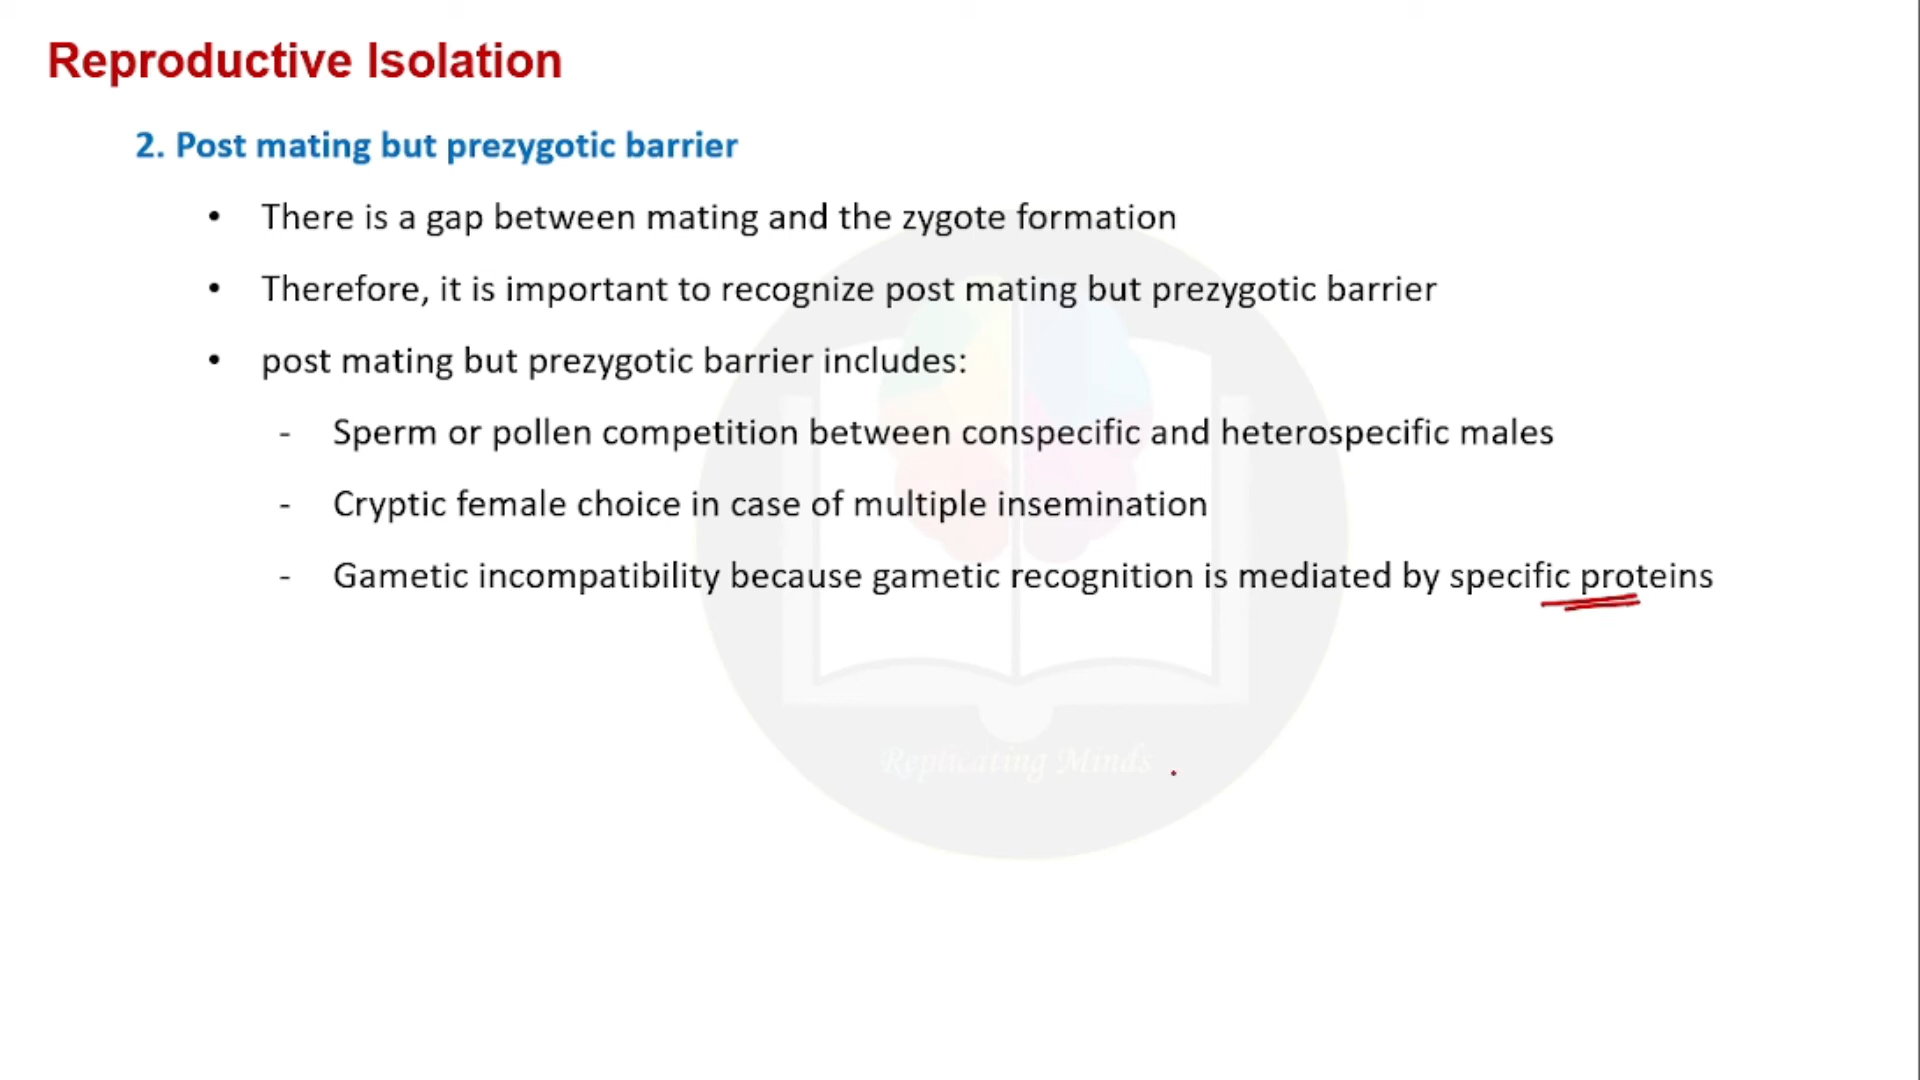 Reproductive Isolation
2. Post mating but prezygotic barrier
• There is a gap between mating and the zygote formation
• Therefore, it is important to recognize post mating but prezygotic barrier
• post mating but prezygotic barrier includes:
- Sperm or pollen competition between conspecific and heterospecific males
- Cryptic female choice in case of multiple insemination
- Gametic incompatibility because gametic recognition is mediated by specific proteins
Replicating Minds